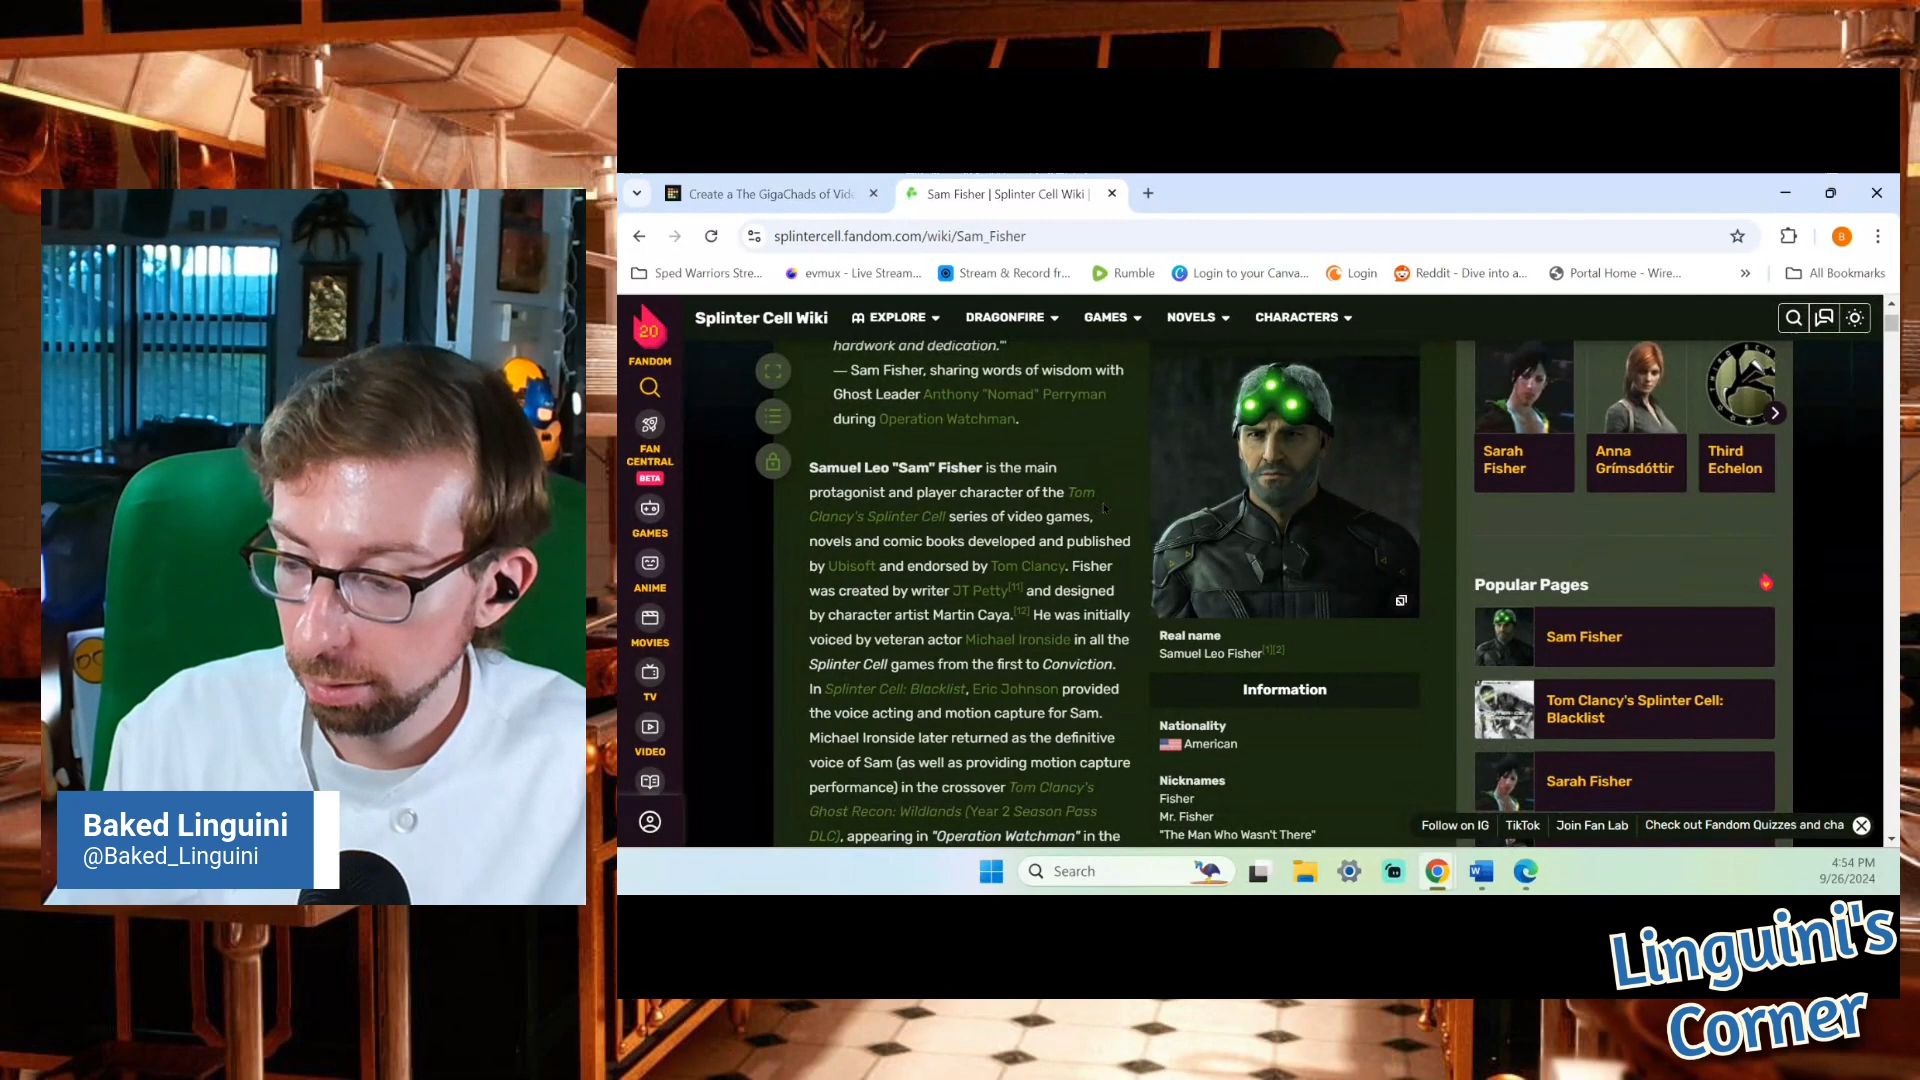 Create a The GigaChads of Vid
Sam Fisher | Splinter Cell Wiki |
splintercell.fandom.com/wiki/Sam_Fisher
B
Sped Warriors Stre...
evmux - Live Stream...
Stream & Record fr...
Rumble
Login to your Canva...
Login
Reddit - Dive into a...
Portal Home - Wire...
All Bookmarks
20
FANDOM
FAN
CENTRAL
BETA
GAMES
ANIME
MOVIES
TV
VIDEO
Splinter Cell Wiki
EXPLORE
DRAGONFIRE
GAMES
NOVELS
CHARACTERS
hardwork and dedication.'"
— Sam Fisher, sharing words of wisdom with
Ghost Leader Anthony "Nomad" Perryman
during Operation Watchman.
Samuel Leo "Sam" Fisher is the main
protagonist and player character of the Tom
Clancy's Splinter Cell series of video games,
novels and comic books developed and published
by Ubisoft and endorsed by Tom Clancy. Fisher
was created by writer JT Petty[11] and designed
by character artist Martin Caya.[12] He was initially
voiced by veteran actor Michael Ironside in all the
Splinter Cell games from the first to Conviction.
In Splinter Cell: Blacklist, Eric Johnson provided
the voice acting and motion capture for Sam.
Michael Ironside later returned as the definitive
voice of Sam (as well as providing motion capture
performance) in the crossover Tom Clancy's
Ghost Recon: Wildlands (Year 2 Season Pass
DLC), appearing in "Operation Watchman" in the
Real name
Samuel Leo Fisher[1][2]
Information
Nationality
American
Nicknames
Fisher
Mr. Fisher
"The Man Who Wasn't There"
Sarah
Fisher
Anna
Grímsdóttir
Third
Echelon
Popular Pages
Sam Fisher
Tom Clancy's Splinter Cell:
Blacklist
Sarah Fisher
Follow on IG
TikTok
Join Fan Lab
Check out Fandom Quizzes and cha
Search
4:54 PM
9/26/2024
Baked Linguini
@Baked_Linguini
Linguini's
Corner